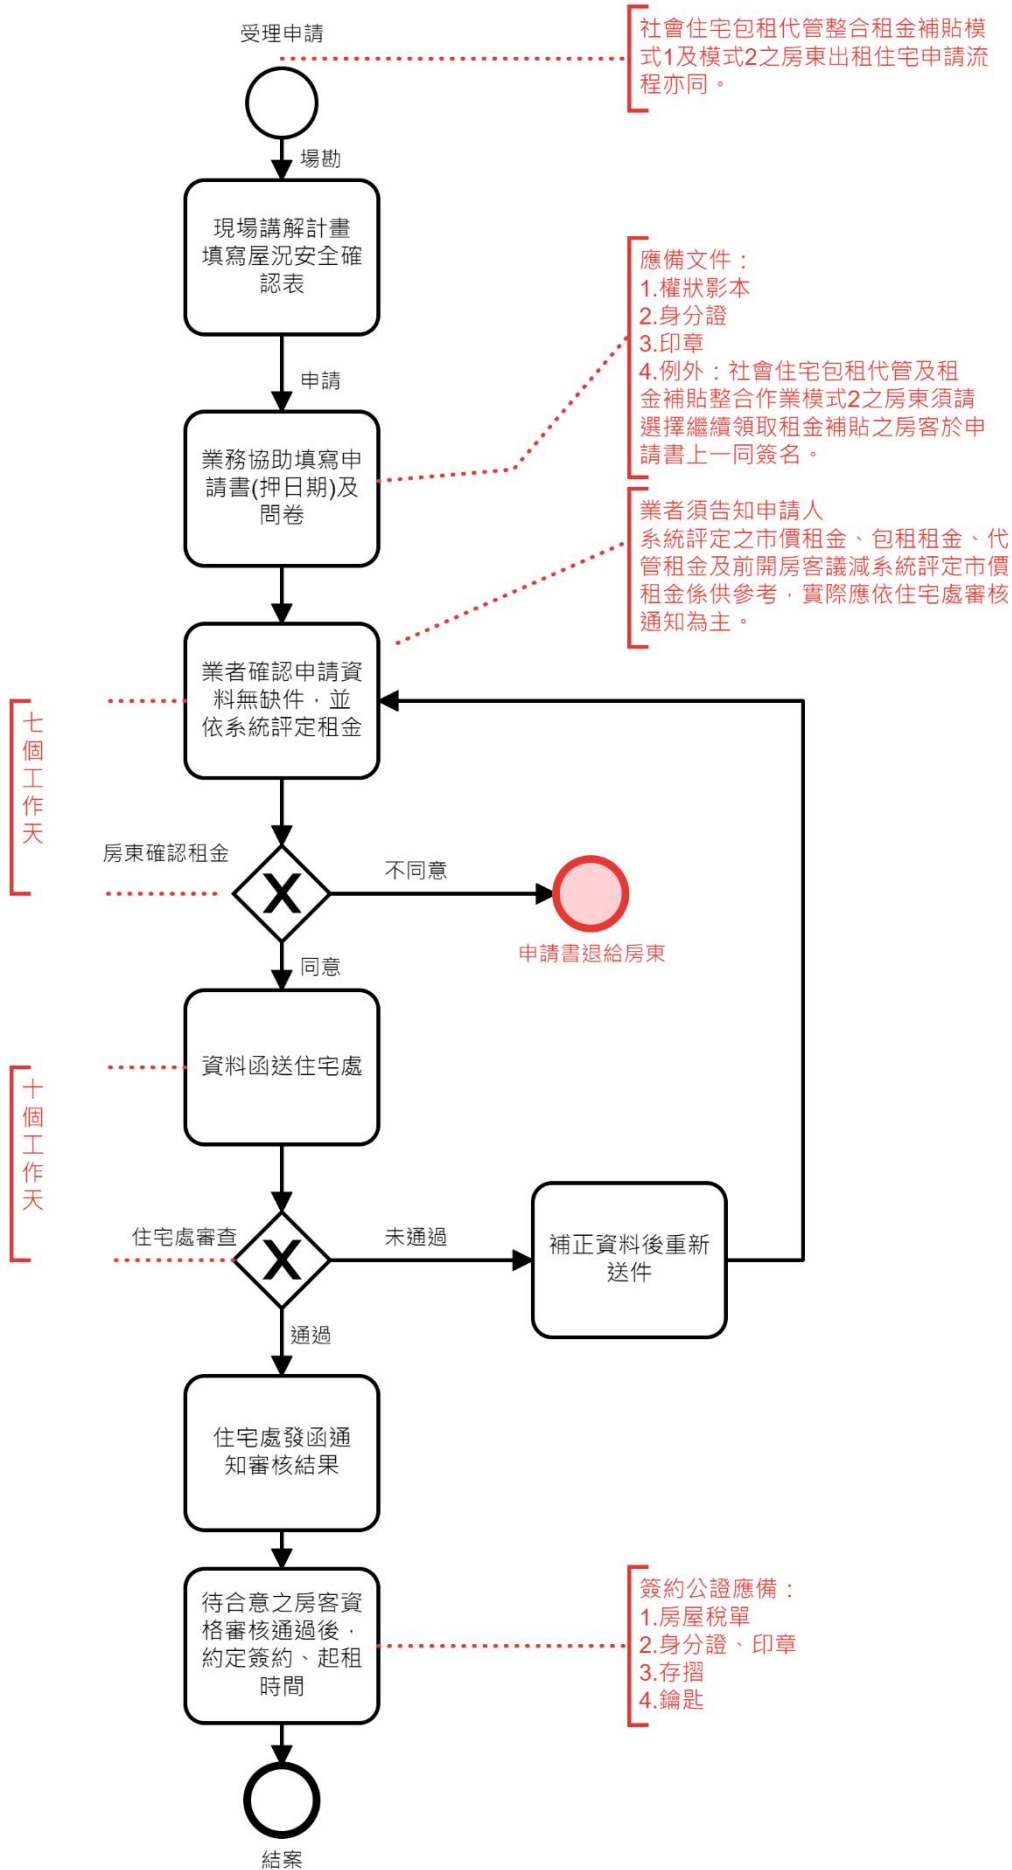 受理申請
社會住宅包租代管整合租金補貼模
式1及模式2之房東出租住宅申請流
程亦同。
場勘
現場講解計畫
填寫屋況安全確
認表
應備文件：
1.權狀影本
2.身分證
3.印章
4.例外：社會住宅包租代管及租
金補貼整合作業模式2之房東須請
選擇繼續領取租金補貼之房客於申
請書上一同簽名。
申請
業務協助填寫申
請書(押日期)及
問卷
業者須告知申請人
系統評定之市價租金、包租租金、代
管租金及前開房客議減系統評定市價
租金係供參考，實際應依住宅處審核
通知為主。
業者確認申請資
料無缺件，並
依系統評定租金
七
個
工
作
天
房東確認租金
不同意
申請書退給房東
同意
資料函送住宅處
十
個
工
作
天
住宅處審查
未通過
補正資料後重新
送件
通過
住宅處發函通
知審核結果
待合意之房客資
格審核通過後，
約定簽約、起租
時間
簽約公證應備：
1.房屋稅單
2.身分證、印章
3.存摺
4.鑰匙
結案